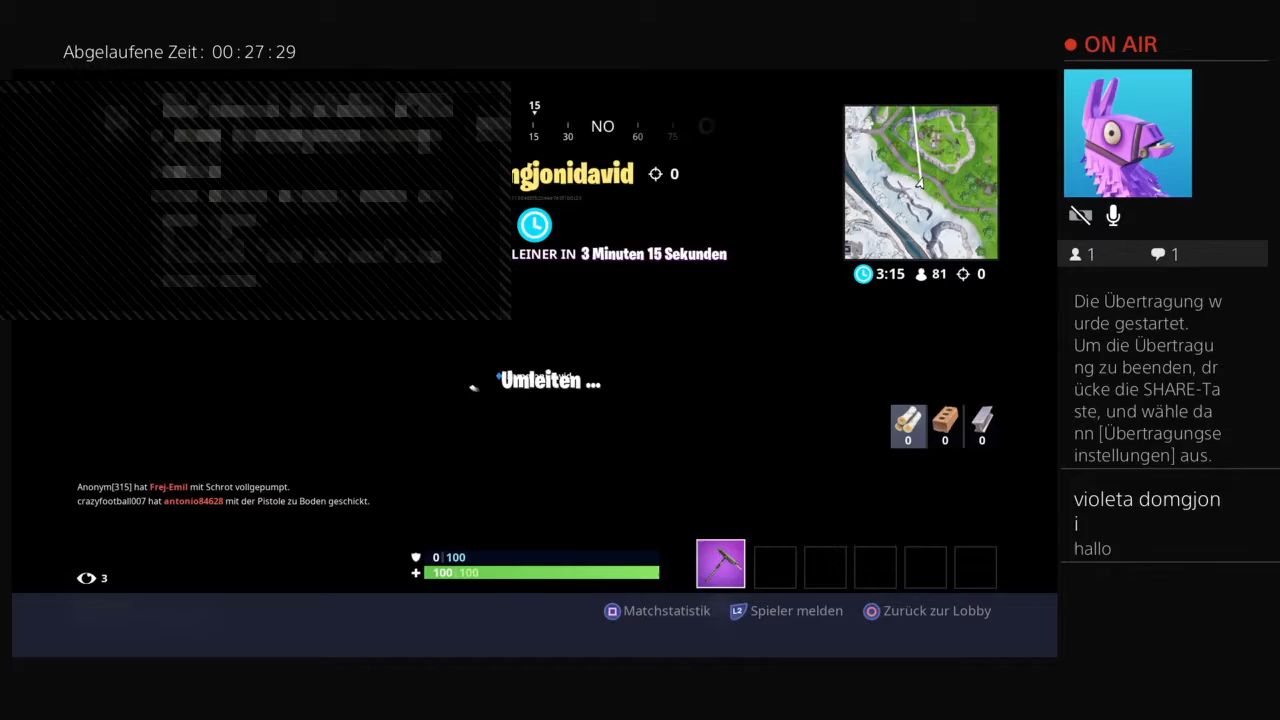 Abgelaufene Zeit: 00:27:29
ON AIR
15
15 30 NO 60 75
ngjonidavid 0
LEINER IN 3 Minuten 15 Sekunden
3:15 81 0
1 1
Die Übertragung w
urde gestartet.
Um die Übertragu
ng zu beenden, dr
ücke die SHARE-Ta
ste, und wähle da
nn [Übertragungse
instellungen] aus.
violeta domgjon
i
hallo
Umleiten ...
0 0 0
Anonym[315] hat Frej-Emil mit Schrot vollgepumpt.
crazyfootball007 hat antonio84628 mit der Pistole zu Boden geschickt.
0 100
100 100
3
Matchstatistik L2 Spieler melden Zurück zur Lobby